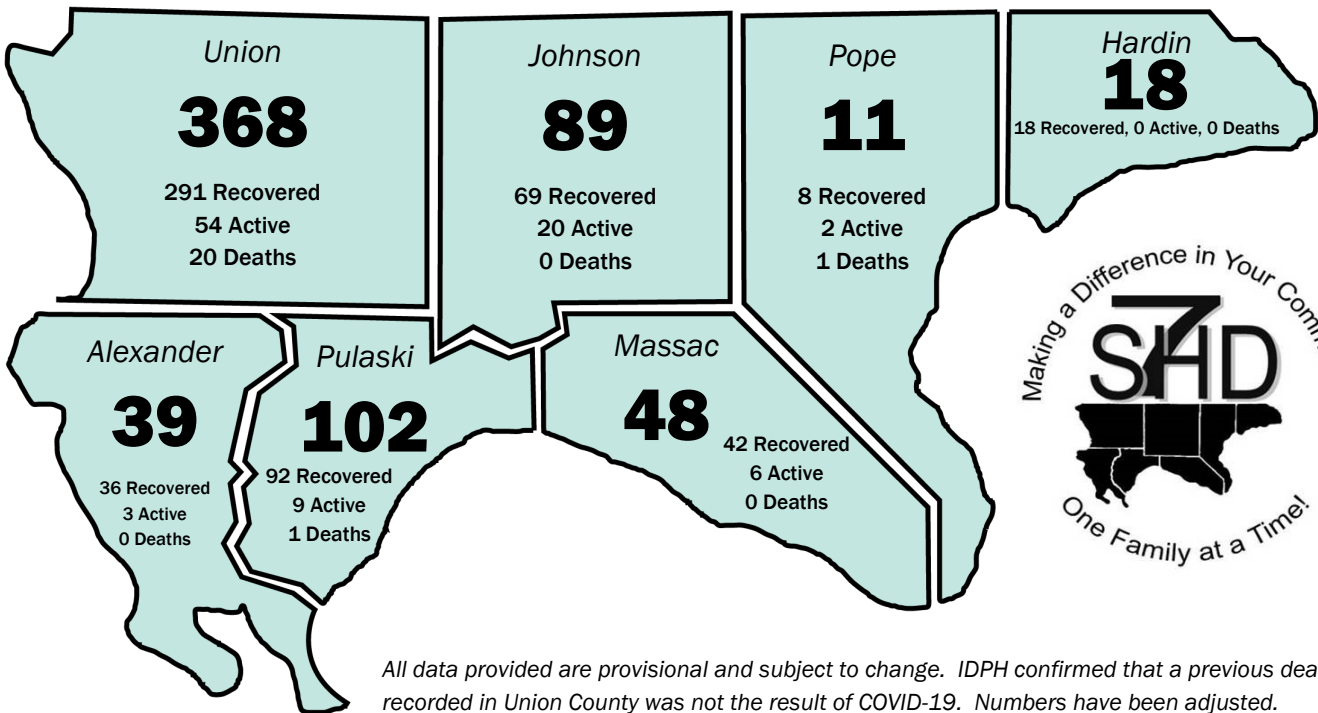 Union
368
291 Recovered
54 Active
20 Deaths
Johnson
89
69 Recovered
20 Active
0 Deaths
Pope
11
8 Recovered
2 Active
1 Deaths
Hardin
18
18 Recovered, 0 Active, 0 Deaths
Alexander
39
36 Recovered
3 Active
0 Deaths
Pulaski
102
92 Recovered
9 Active
1 Deaths
Massac
48
42 Recovered
6 Active
0 Deaths
Making a Difference in Your
S7HD
One Family at a Time!
All data provided are provisional and subject to change. IDPH confirmed that a previous
recorded in Union County was not the result of COVID-19. Numbers have been adjusted.